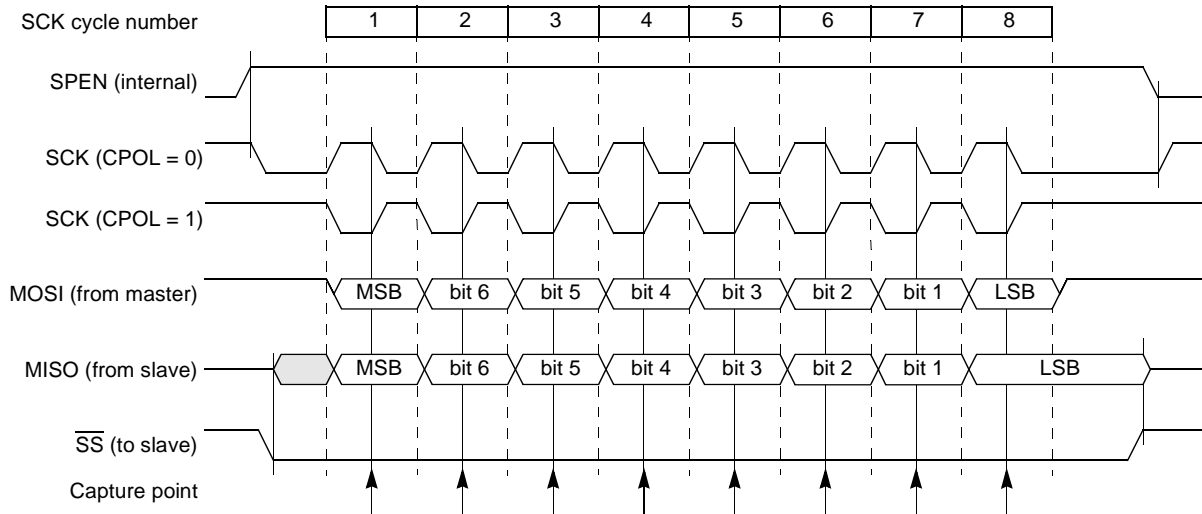 SCK cycle number 1 2 3 4 5 6 7 8
SPEN (internal)
SCK (CPOL = 0)
SCK (CPOL = 1)
MOSI (from master) MSB bit 6 bit 5 bit 4 bit 3 bit 2 bit 1 LSB
MISO (from slave) MSB bit 6 bit 5 bit 4 bit 3 bit 2 bit 1 LSB
SS (to slave)
Capture point